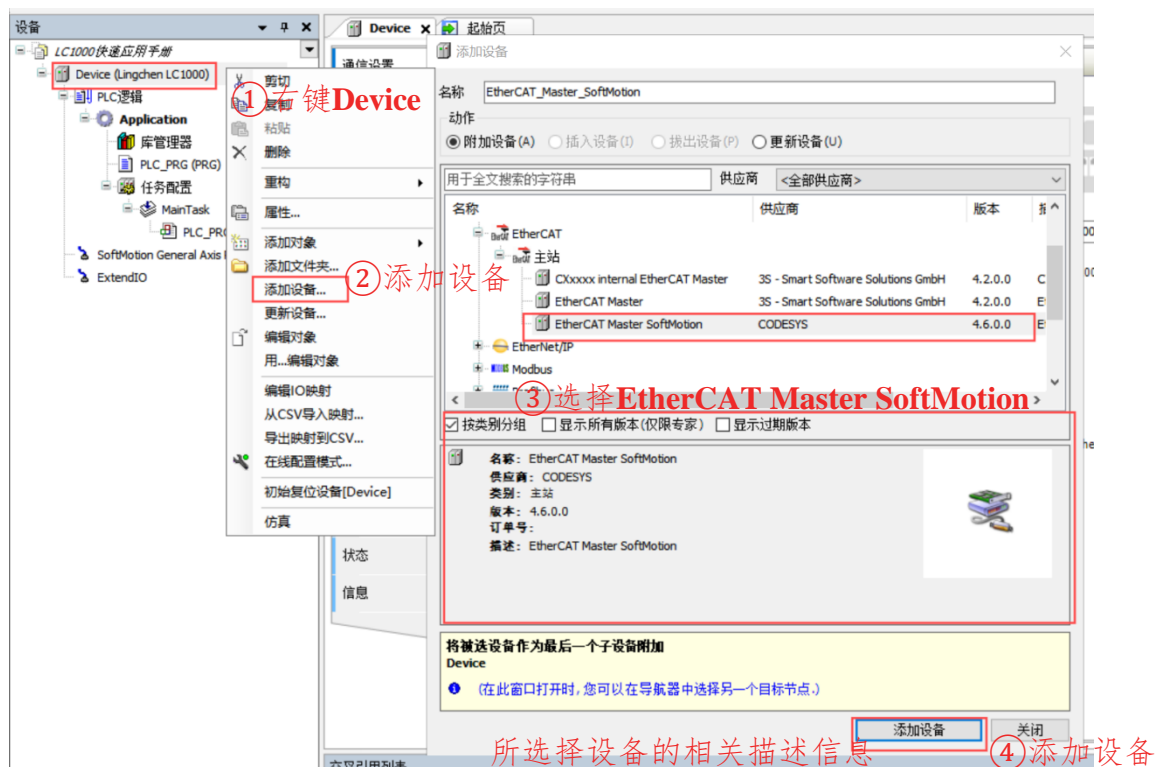 设备
LC1000快速应用手册
Device (Lingchen LC1000)
PLC逻辑
Application
库管理器
PLC_PRG (PRG)
任务配置
MainTask
PLC_PR
SoftMotion General Axis
ExtendIO
Device
起始页
通信设置
状态
信息
剪切
复制
粘贴
删除
重构
属性...
添加对象
添加文件夹...
添加设备...
更新设备...
编辑对象
用...编辑对象
编辑IO映射
从CSV导入映射...
导出映射到CSV...
在线配置模式...
初始复位设备[Device]
仿真
①右键Device
②添加设备
添加设备
名称 EtherCAT_Master_SoftMotion
动作
附加设备(A) 插入设备(I) 拔出设备(P) 更新设备(U)
用于全文搜索的字符串 供应商 <全部供应商>
名称 供应商 版本
EtherCAT
主站
CXxxxx internal EtherCAT Master 3S - Smart Software Solutions GmbH 4.2.0.0 C
EtherCAT Master 3S - Smart Software Solutions GmbH 4.2.0.0
EtherCAT Master SoftMotion CODESYS 4.6.0.0
EtherNet/IP
Modbus
③选择EtherCAT Master SoftMotion
按类别分组 显示所有版本(仅限专家) 显示过期版本
名称: EtherCAT Master SoftMotion
供应商: CODESYS
类别: 主站
版本: 4.6.0.0
订单号:
描述: EtherCAT Master SoftMotion
将被选设备作为最后一个子设备附加
Device
(在此窗口打开时,您可以在导航器中选择另一个目标节点.)
添加设备 关闭
所选择设备的相关描述信息
④添加设备